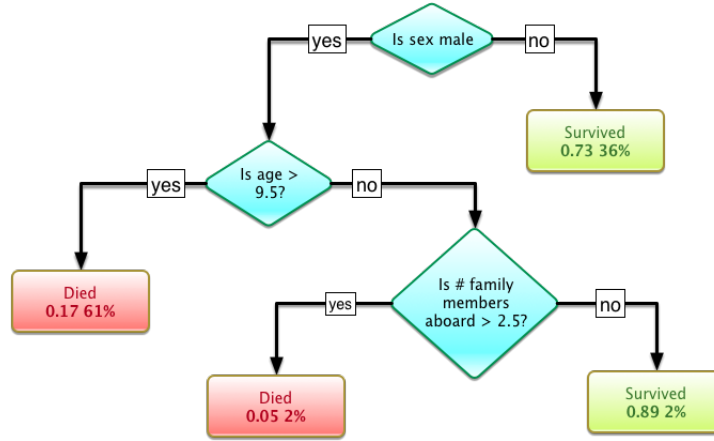 Is sex male
yes
no
Survived
0.73 36%
Is age >
9.5?
yes
no
Died
0.17 61%
Is # family
members
aboard > 2.5?
yes
no
Died
0.05 2%
Survived
0.89 2%